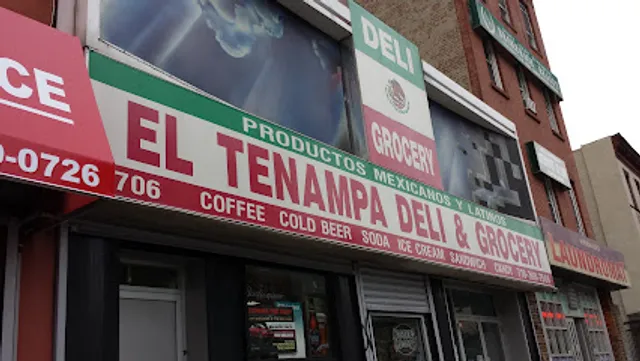 CE
0-0726
DELI
GROCERY
PRODUCTOS MEXICANOS Y LATINOS
EL TENAMPA DELI & GROCERY
706 COFFEE COLD BEER SODA ICE CREAM SANDWICH CANDY
LAUNDROMAT